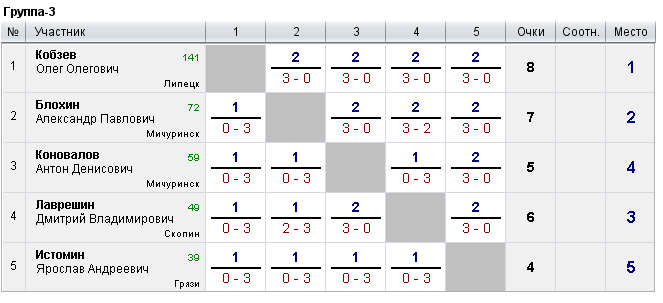 Группа-3
№ Участник 1 2 3 4 5 Очки Соотн. Место
1 Кобзев 141 2 2 2 2 8 1
Олег Олегович 3 - 0 3 - 0 3 - 0 3 - 0
Липецк
2 Блохин 72 1 2 2 2 7 2
Александр Павлович 0 - 3 3 - 0 3 - 2 3 - 0
Мичуринск
3 Коновалов 59 1 1 1 2 5 4
Антон Денисович 0 - 3 0 - 3 0 - 3 3 - 0
Мичуринск
4 Лаврешин 49 1 1 2 2 6 3
Дмитрий Владимирович 0 - 3 2 - 3 3 - 0 3 - 0
Скопин
5 Истомин 39 1 1 1 1 4 5
Ярослав Андреевич 0 - 3 0 - 3 0 - 3 0 - 3
Грязи